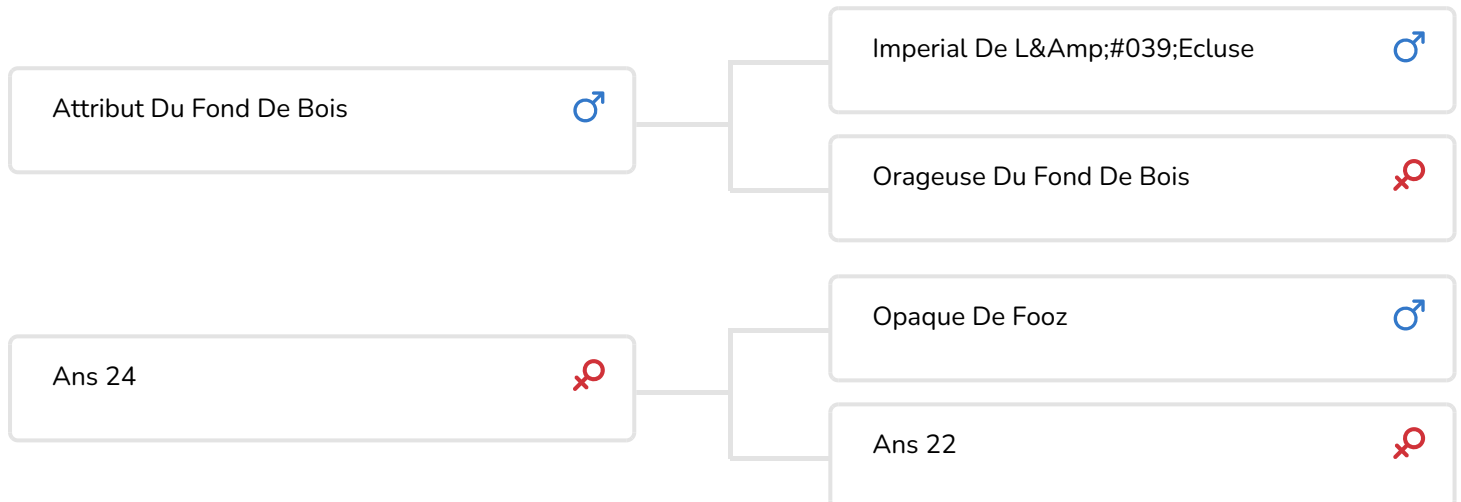 Imperial De L&Amp;#039;Ecluse
Attribut Du Fond De Bois
Orageuse Du Fond De Bois
Opaque De Fooz
Ans 24
Ans 22